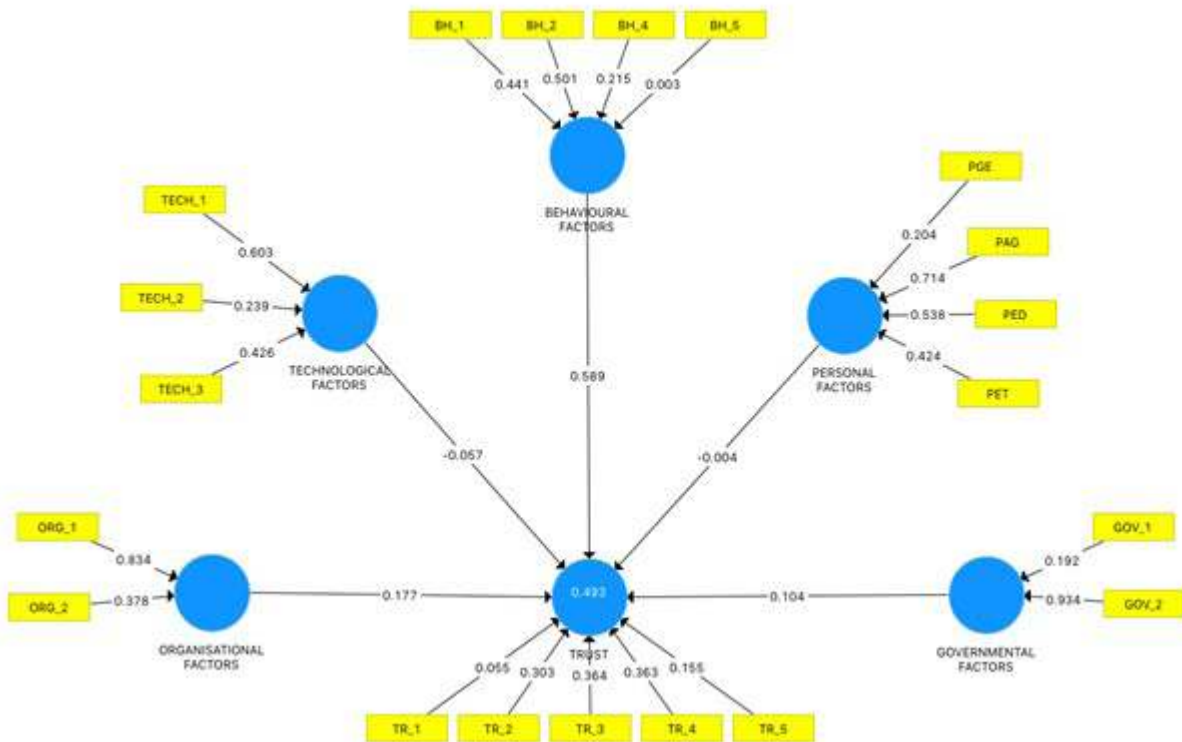 BH_1
BH_2
BH_4
BH_5
0.441
0.501
0.215
0.003
BEHAVIOURAL
FACTORS
TECH_1
0.603
TECH_2
0.239
TECH_3
0.426
TECHNOLOGICAL
FACTORS
PGE
0.204
PAG
0.714
PED
0.538
PET
0.424
PERSONAL
FACTORS
0.589
-0.057
-0.004
ORG_1
0.834
ORG_2
0.378
ORGANISATIONAL
FACTORS
0.177
0.493
TRUST
0.104
GOV_1
0.192
GOV_2
0.934
GOVERNMENTAL
FACTORS
0.055
0.303
0.364
0.363
0.155
TR_1
TR_2
TR_3
TR_4
TR_5